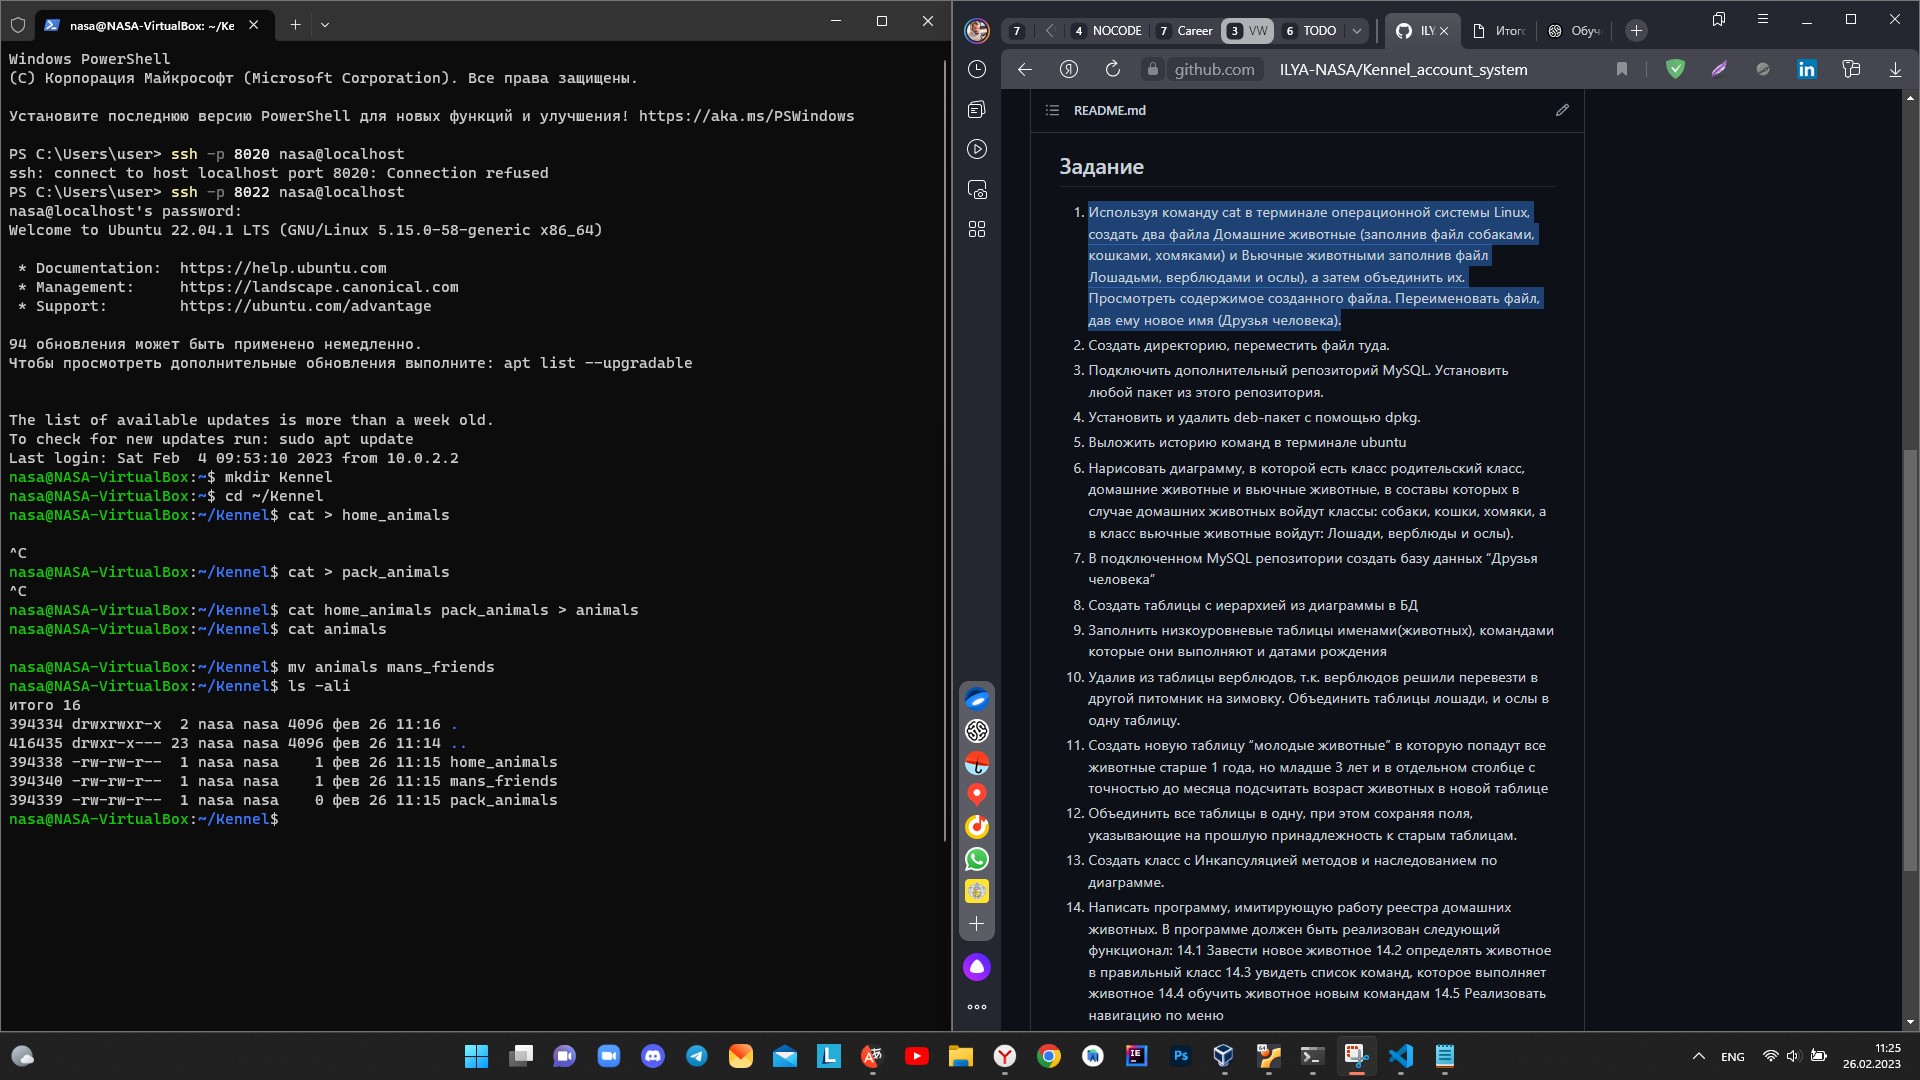 nasa@NASA-VirtualBox: ~/Ke
Windows PowerShell
(C) Корпорация Майкрософт (Microsoft Corporation). Все права защищены.
Установите последнюю версию PowerShell для новых функций и улучшения! https://aka.ms/PSWindows
PS C:\Users\user> ssh -p 8020 nasa@localhost
ssh: connect to host localhost port 8020: Connection refused
PS C:\Users\user> ssh -p 8022 nasa@localhost
nasa@localhost's password:
Welcome to Ubuntu 22.04.1 LTS (GNU/Linux 5.15.0-58-generic x86_64)
* Documentation:  https://help.ubuntu.com
* Management:     https://landscape.canonical.com
* Support:        https://ubuntu.com/advantage
94 обновления может быть применено немедленно.
Чтобы просмотреть дополнительные обновления выполните: apt list --upgradable
The list of available updates is more than a week old.
To check for new updates run: sudo apt update
Last login: Sat Feb  4 09:53:10 2023 from 10.0.2.2
nasa@NASA-VirtualBox:~$ mkdir Kennel
nasa@NASA-VirtualBox:~$ cd ~/Kennel
nasa@NASA-VirtualBox:~/Kennel$ cat > home_animals
^C
nasa@NASA-VirtualBox:~/Kennel$ cat > pack_animals
^C
nasa@NASA-VirtualBox:~/Kennel$ cat home_animals pack_animals > animals
nasa@NASA-VirtualBox:~/Kennel$ cat animals
nasa@NASA-VirtualBox:~/Kennel$ mv animals mans_friends
nasa@NASA-VirtualBox:~/Kennel$ ls -ali
итого 16
394334 drwxrwxr-x  2 nasa nasa 4096 фев 26 11:16 .
416435 drwxr-x--- 23 nasa nasa 4096 фев 26 11:14 ..
394338 -rw-rw-r--  1 nasa nasa    1 фев 26 11:15 home_animals
394340 -rw-rw-r--  1 nasa nasa    1 фев 26 11:15 mans_friends
394339 -rw-rw-r--  1 nasa nasa    0 фев 26 11:15 pack_animals
nasa@NASA-VirtualBox:~/Kennel$
7 4 NOCODE 7 Career 3 VW 6 TODO ILY Итог Обуч
github.com ILYA-NASA/Kennel_account_system
README.md
Задание
1. Используя команду cat в терминале операционной системы Linux,
создать два файла Домашние животные (заполнив файл собаками,
кошками, хомяками) и Вьючные животными заполнив файл
Лошадьми, верблюдами и ослы), а затем объединить их.
Просмотреть содержимое созданного файла. Переименовать файл,
дав ему новое имя (Друзья человека).
2. Создать директорию, переместить файл туда.
3. Подключить дополнительный репозиторий MySQL. Установить
любой пакет из этого репозитория.
4. Установить и удалить deb-пакет с помощью dpkg.
5. Выложить историю команд в терминале ubuntu
6. Нарисовать диаграмму, в которой есть класс родительский класс,
домашние животные и вьючные животные, в составы которых в
случае домашних животных войдут классы: собаки, кошки, хомяки, а
в класс вьючные животные войдут: Лошади, верблюды и ослы).
7. В подключенном MySQL репозитории создать базу данных “Друзья
человека”
8. Создать таблицы с иерархией из диаграммы в БД
9. Заполнить низкоуровневые таблицы именами(животных), командами
которые они выполняют и датами рождения
10. Удалив из таблицы верблюдов, т.к. верблюдов решили перевезти в
другой питомник на зимовку. Объединить таблицы лошади, и ослы в
одну таблицу.
11. Создать новую таблицу “молодые животные” в которую попадут все
животные старше 1 года, но младше 3 лет и в отдельном столбце с
точностью до месяца подсчитать возраст животных в новой таблице
12. Объединить все таблицы в одну, при этом сохраняя поля,
указывающие на прошлую принадлежность к старым таблицам.
13. Создать класс с Инкапсуляцией методов и наследованием по
диаграмме.
14. Написать программу, имитирующую работу реестра домашних
животных. В программе должен быть реализован следующий
функционал: 14.1 Завести новое животное 14.2 определять животное
в правильный класс 14.3 увидеть список команд, которое выполняет
животное 14.4 обучить животное новым командам 14.5 Реализовать
навигацию по меню
ENG
11:25
26.02.2023